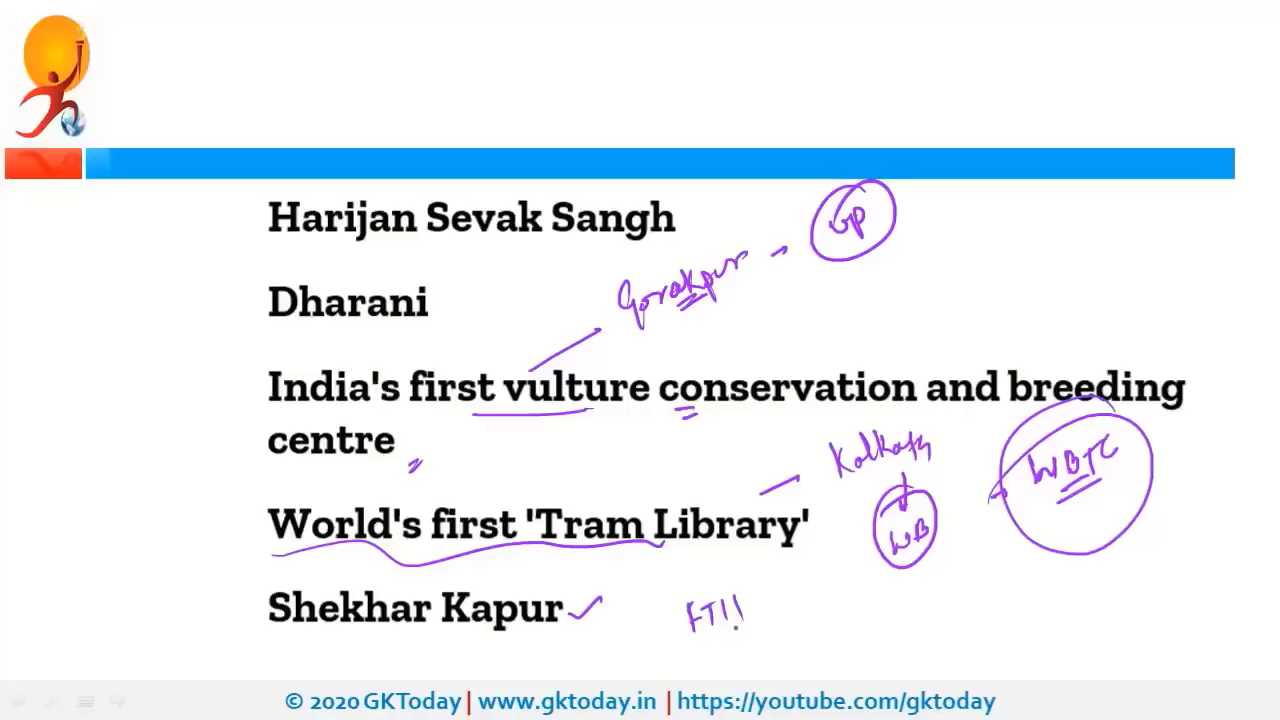 Harijan Sevak Sangh
UP
Gorakpur
Dharani
India's first vulture conservation and breeding
centre
Kolkata
WBTC
World's first 'Tram Library'
WB
Shekhar Kapur
FTII
© 2020 GKToday | www.gktoday.in | https://youtube.com/gktoday